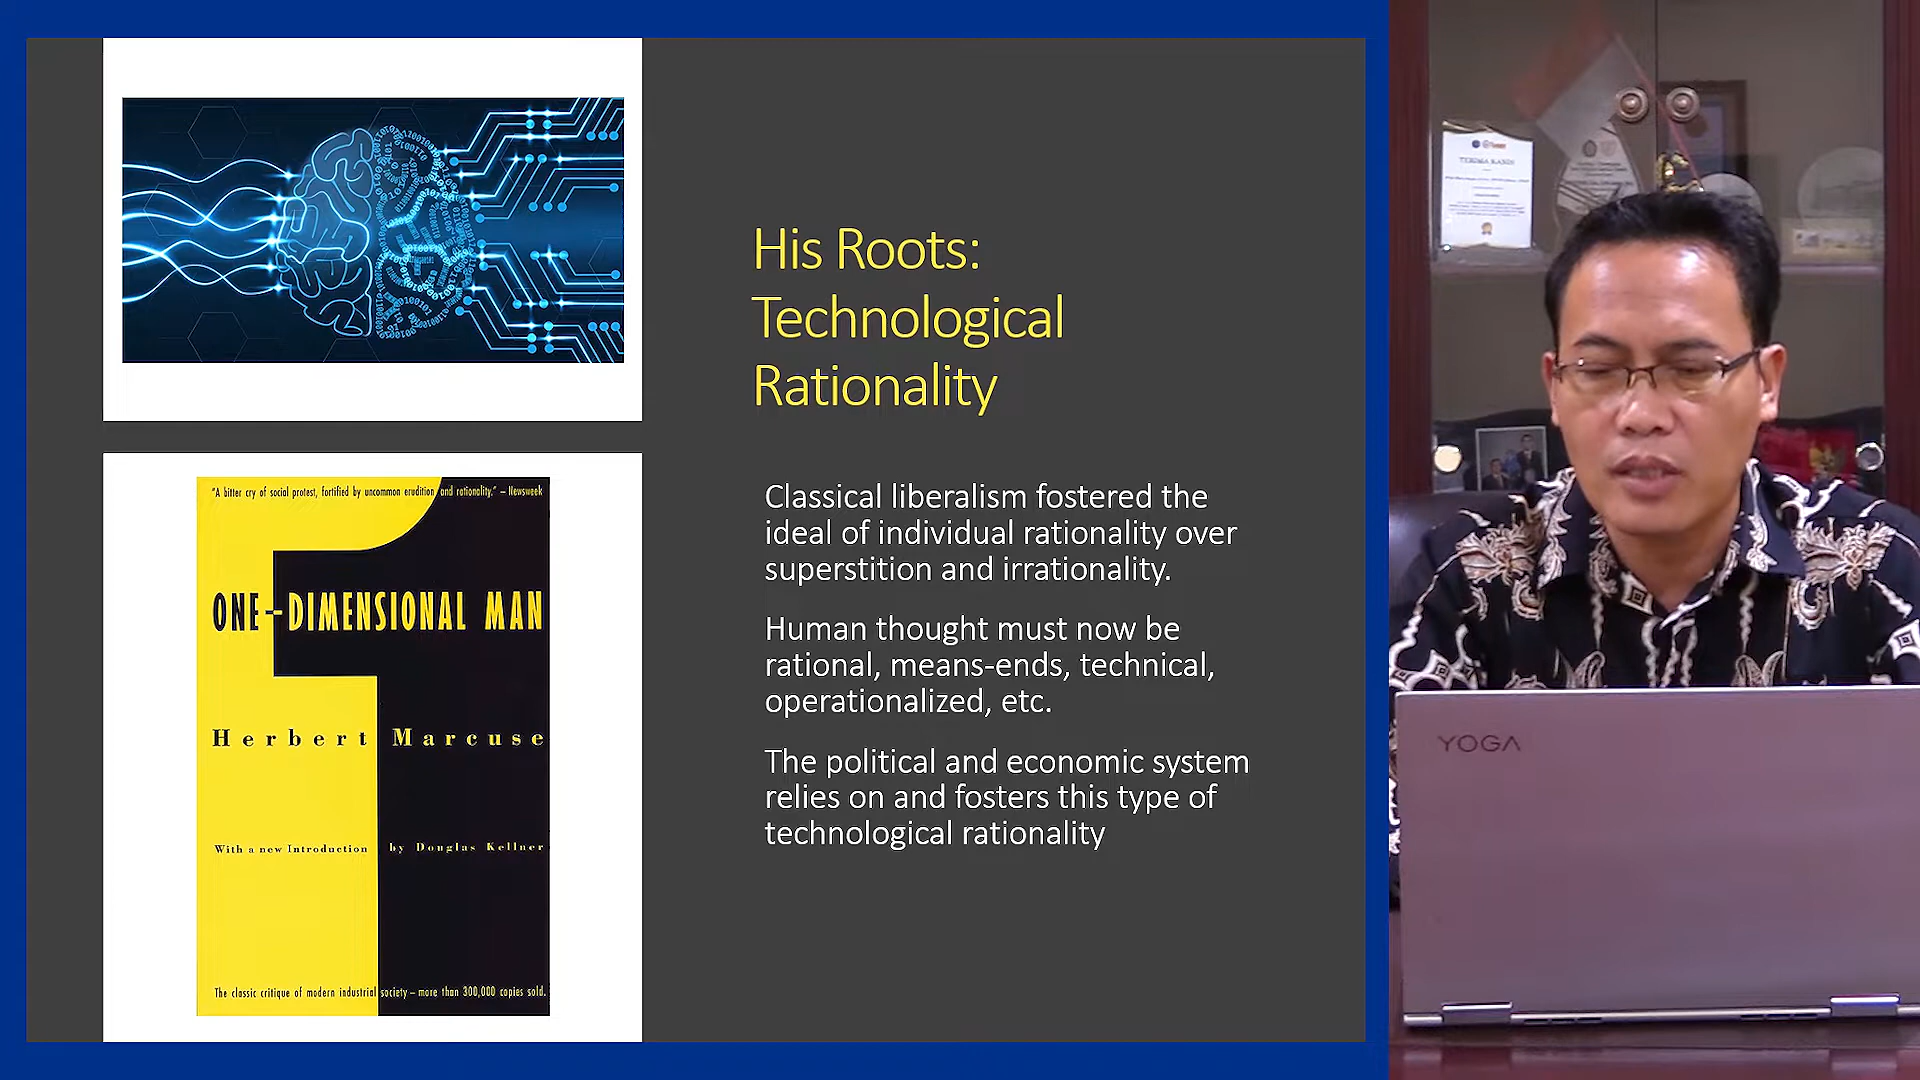 "A bitter cry of social protest, fortified by uncommon erudition and rationality." – Newsweek
ONE-DIMENSIONAL MAN
Herbert Marcuse
With a new Introduction by Douglas Kellner
The classic critique of modern industrial society – more than 300,000 copies sold.
His Roots:
Technological
Rationality
Classical liberalism fostered the
ideal of individual rationality over
superstition and irrationality.
Human thought must now be
rational, means-ends, technical,
operationalized, etc.
The political and economic system
relies on and fosters this type of
technological rationality
TERIMA KASIH
YOGA